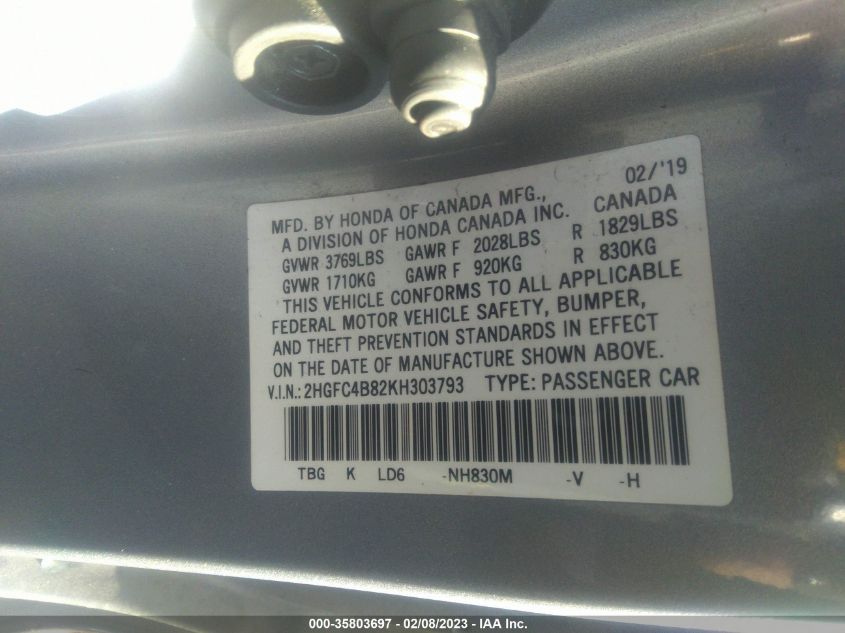 02/'19
MFD. BY HONDA OF CANADA MFG.,
A DIVISION OF HONDA CANADA INC. CANADA
GVWR 3769LBS GAWR F 2028LBS R 1829LBS
GVWR 1710KG GAWR F 920KG R 830KG
THIS VEHICLE CONFORMS TO ALL APPLICABLE
FEDERAL MOTOR VEHICLE SAFETY, BUMPER,
AND THEFT PREVENTION STANDARDS IN EFFECT
ON THE DATE OF MANUFACTURE SHOWN ABOVE.
V.I.N.: 2HGFC4B82KH303793 TYPE: PASSENGER CAR
TBG K LD6 -NH830M -V -H
000-35803697 - 02/08/2023 - IAA Inc.